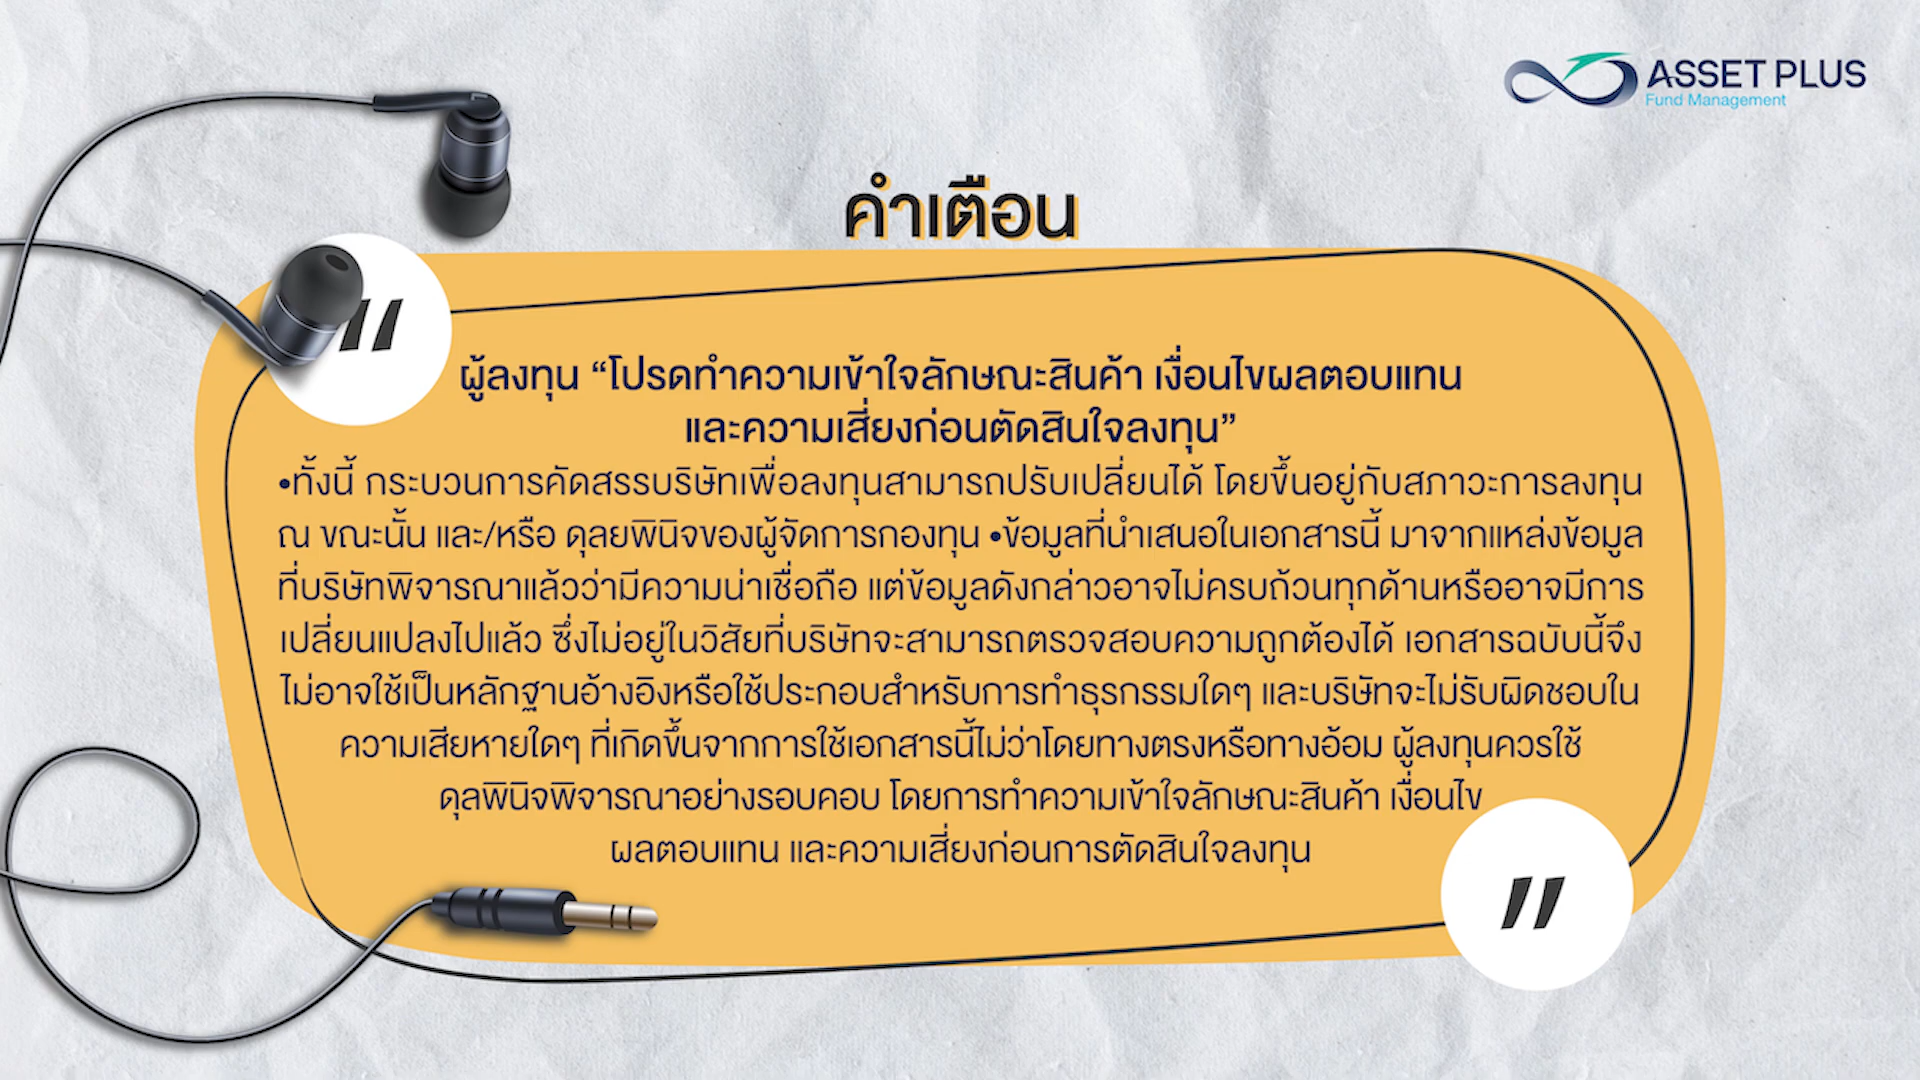 ASSET PLUS
Fund Management
คำเตือน
ผู้ลงทุน “โปรดทำความเข้าใจลักษณะสินค้า เงื่อนไขผลตอบแทน
และความเสี่ยงก่อนตัดสินใจลงทุน”
•ทั้งนี้ กระบวนการคัดสรรบริษัทเพื่อลงทุนสามารถปรับเปลี่ยนได้ โดยขึ้นอยู่กับสภาวะการลงทุน
ณ ขณะนั้น และ/หรือ ดุลยพินิจของผู้จัดการกองทุน •ข้อมูลที่นำเสนอในเอกสารนี้ มาจากแหล่งข้อมูล
ที่บริษัทพิจารณาแล้วว่ามีความน่าเชื่อถือ แต่ข้อมูลดังกล่าวอาจไม่ครบถ้วนทุกด้านหรืออาจมีการ
เปลี่ยนแปลงไปแล้ว ซึ่งไม่อยู่ในวิสัยที่บริษัทจะสามารถตรวจสอบความถูกต้องได้ เอกสารฉบับนี้จึง
ไม่อาจใช้เป็นหลักฐานอ้างอิงหรือใช้ประกอบสำหรับการทำธุรกรรมใดๆ และบริษัทจะไม่รับผิดชอบใน
ความเสียหายใดๆ ที่เกิดขึ้นจากการใช้เอกสารนี้ไม่ว่าโดยทางตรงหรือทางอ้อม ผู้ลงทุนควรใช้
ดุลพินิจพิจารณาอย่างรอบคอบ โดยการทำความเข้าใจลักษณะสินค้า เงื่อนไข
ผลตอบแทน และความเสี่ยงก่อนการตัดสินใจลงทุน